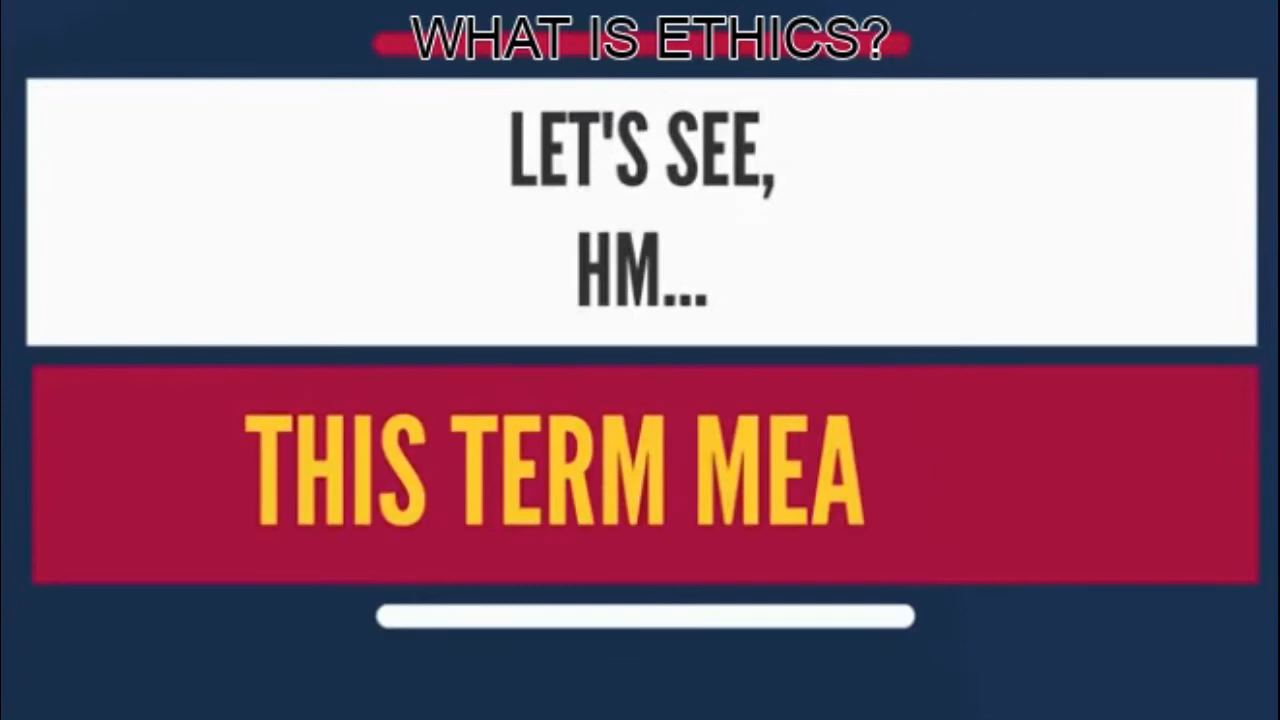 WHAT IS ETHICS?
LET'S SEE,
HM...
THIS TERM MEA